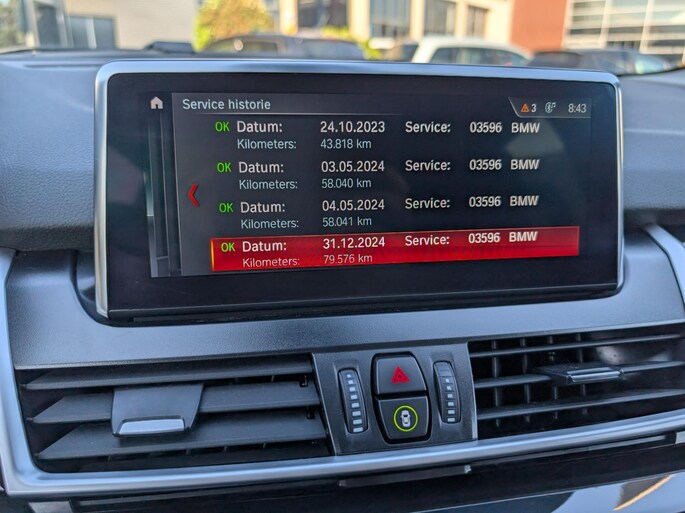 Service historie
3
8:43
OK Datum: 24.10.2023 Service: 03596 BMW
Kilometers: 43.818 km
OK Datum: 03.05.2024 Service: 03596 BMW
Kilometers: 58.040 km
OK Datum: 04.05.2024 Service: 03596 BMW
Kilometers: 58.041 km
OK Datum: 31.12.2024 Service: 03596 BMW
Kilometers: 79.576 km